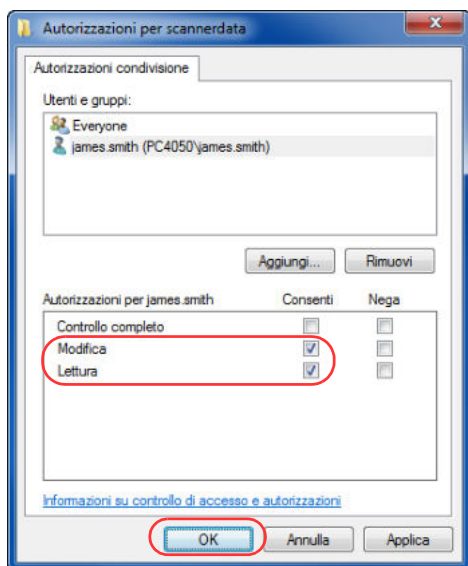 Autorizzazioni per scannerdata
Autorizzazioni condivisione
Utenti e gruppi:
Everyone
james.smith (PC4050\james.smith)
Aggiungi... Rimuovi
Autorizzazioni per james.smith Consenti Nega
Controllo completo
Modifica
Lettura
Informazioni su controllo di accesso e autorizzazioni
OK Annulla Applica